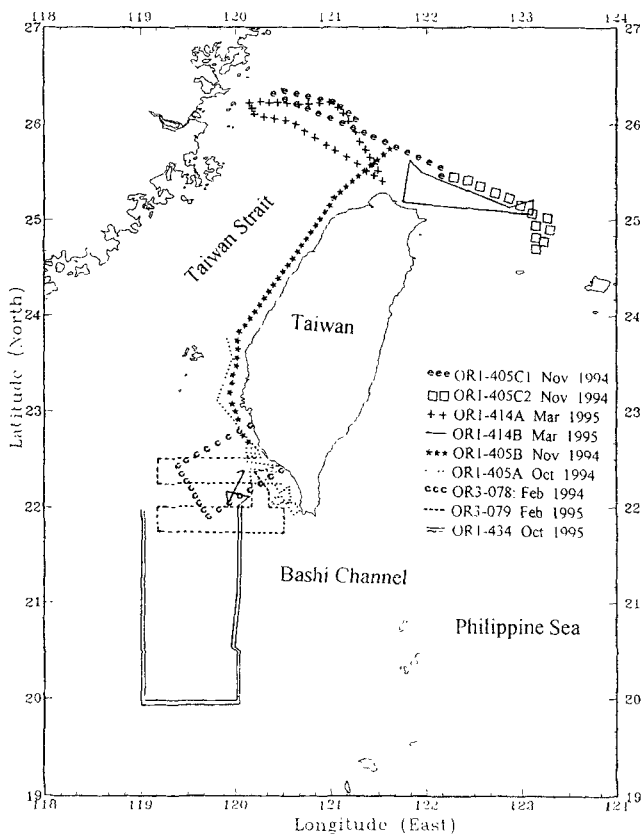 118 119 120 121 122 123 124
27 27
26 26
25 25
24 24
23 23
22 22
21 21
20 20
19 19
118 119 120 121 122 123 124
Latitude (North)
Longitude (East)
Taiwan Strait
Taiwan
OR1-405C1 Nov 1994
OR1-405C2 Nov 1994
OR1-414A Mar 1995
OR1-414B Mar 1995
OR1-405B Nov 1994
OR1-405A Oct 1994
OR3-078: Feb 1994
OR3-079 Feb 1995
OR1-434 Oct 1995
Bashi Channel
Philippine Sea